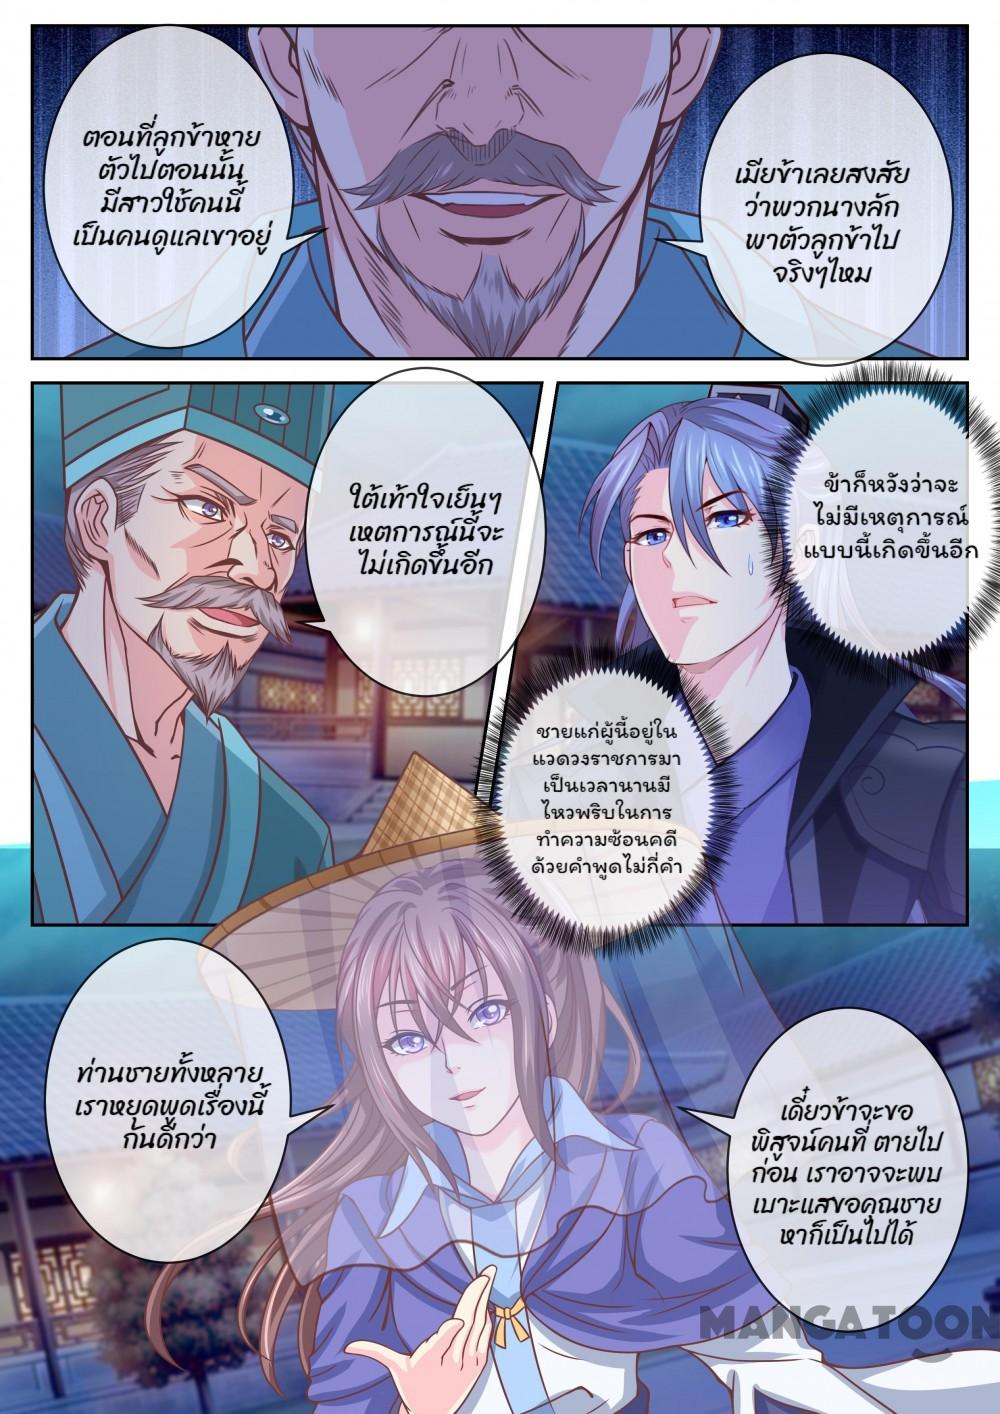 ตอนที่ลูกข้าหาย
ตัวไปตอนนั้น
มีสาวใช้คนนี้
เป็นคนดูแลเขาอยู่
เมียข้าเลยสงสัย
ว่าพวกนางลัก
พาตัวลูกข้าไป
จริงๆไหม
ใต้เท้าใจเย็นๆ
เหตการณ์นี้จะ
ไม่เกิดขึ้นอีก
ข้าก็หวังว่าจะ
ไม่มีเหตุการณ์
แบบนี้เกิดขึ้นอีก
ชายแก่ผู้นี้อยู่ใน
แวดวงราชการมา
เป็นเวลานานมี
ไหวพริบในการ
ทำความซ้อนคดี
ด้วยคำพูดไม่กี่คำ
ท่านชายทั้งหลาย
เราหยุดพูดเรื่องนี้
กันดีกว่า
เดี๋ยวข้าจะขอ
พิสูจน์คนที่ ตายไป
ก่อน เราอาจจะพบ
เบาะแสขอคุณชาย
หาก็เป็นไปได้
MANGATOON